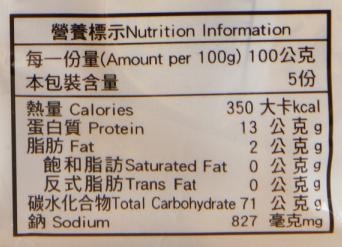 營養標示Nutrition Information
每一份量(Amount per 100g) 100公克
本包裝含量 5份
熱量 Calories 350 大卡kcal
蛋白質 Protein 13 公克g
脂肪 Fat 2 公克g
飽和脂訪Saturated Fat 0 公克g
反式脂肪Trans Fat 0 公克g
碳水化合物Total Carbohydrate 71 公克g
鈉 Sodium 827 毫克mg